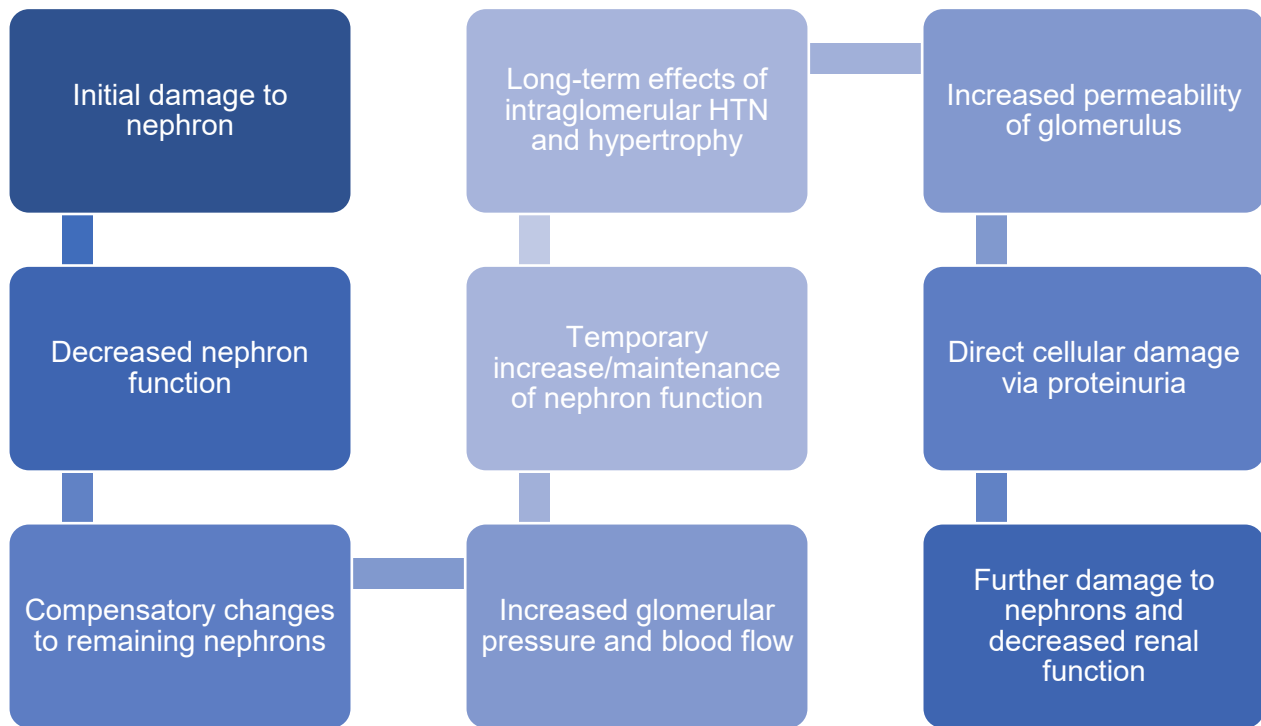 Initial damage to
nephron
Decreased nephron
function
Compensatory changes
to remaining nephrons
Increased glomerular
pressure and blood flow
Temporary
increase/maintenance
of nephron function
Long-term effects of
intraglomerular HTN
and hypertrophy
Increased permeability
of glomerulus
Direct cellular damage
via proteinuria
Further damage to
nephrons and
decreased renal
function